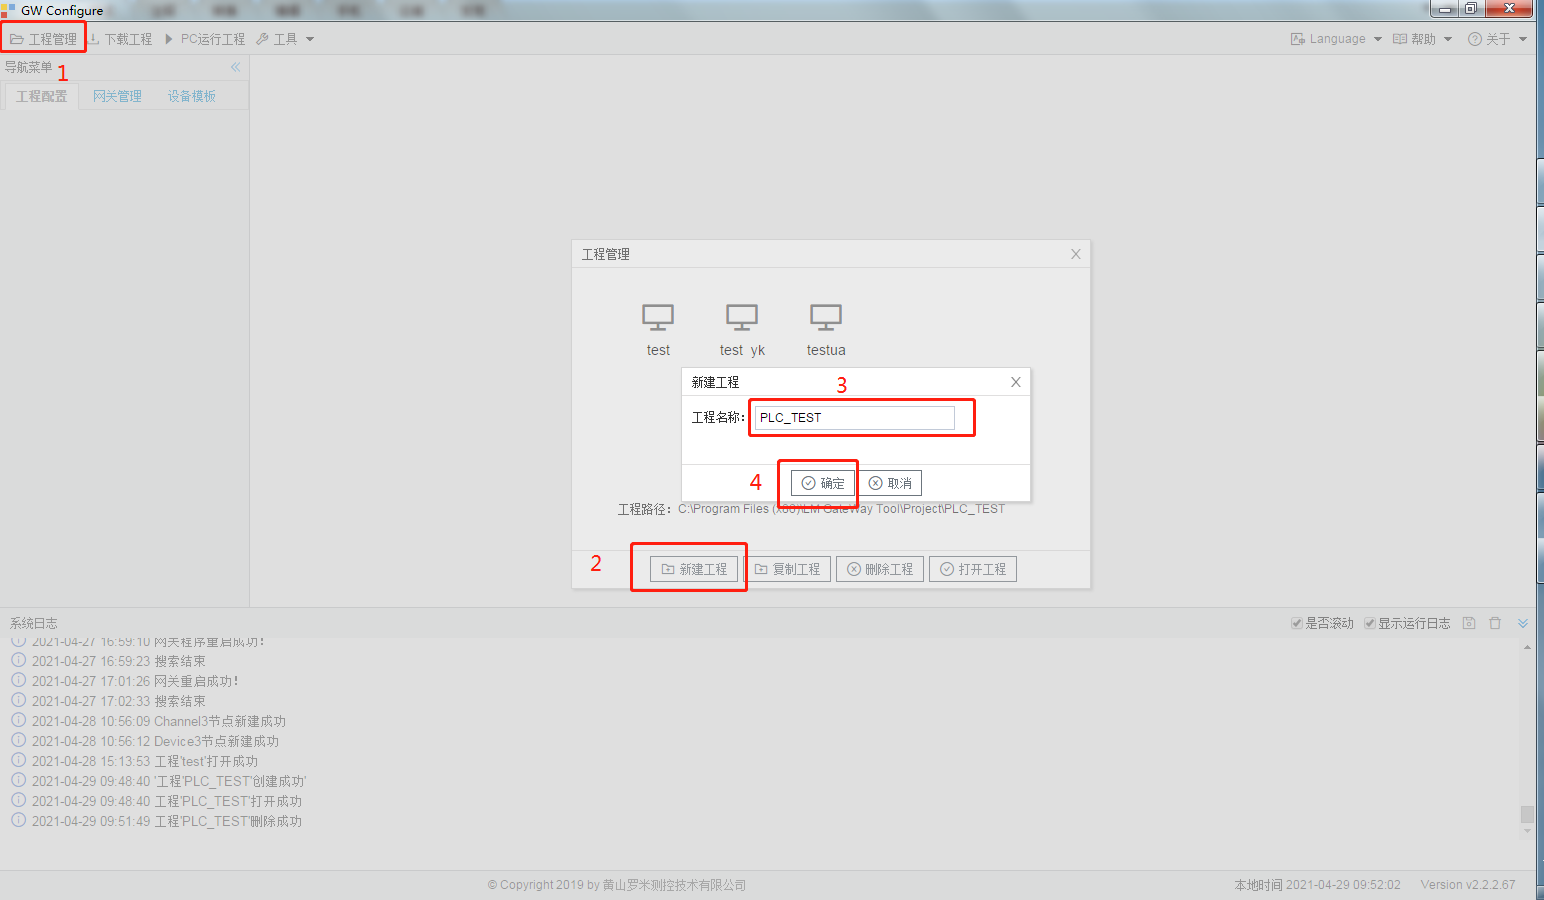 GW Configure
工程管理 下载工程 PC运行工程 工具 Language 帮助 关于
导航菜单 1
工程配置 网关管理 设备模板
工程管理
test test_yk testua
新建工程 3
工程名称: PLC_TEST
4 确定 取消
工程路径: C:\Program Files (x86)\LM GateWay Tool\Project\PLC_TEST
2 新建工程 复制工程 删除工程 打开工程
系统日志 是否滚动 显示运行日志
2021-04-27 16:59:10 网关程序重启成功!
2021-04-27 16:59:23 搜索结束
2021-04-27 17:01:26 网关重启成功!
2021-04-27 17:02:33 搜索结束
2021-04-28 10:56:09 Channel3节点新建成功
2021-04-28 10:56:12 Device3节点新建成功
2021-04-28 15:13:53 工程'test'打开成功
2021-04-29 09:48:40 '工程'PLC_TEST'创建成功'
2021-04-29 09:48:40 工程'PLC_TEST'打开成功
2021-04-29 09:51:49 工程'PLC_TEST'删除成功
© Copyright 2019 by 黄山罗米测控技术有限公司 本地时间 2021-04-29 09:52:02 Version v2.2.2.67